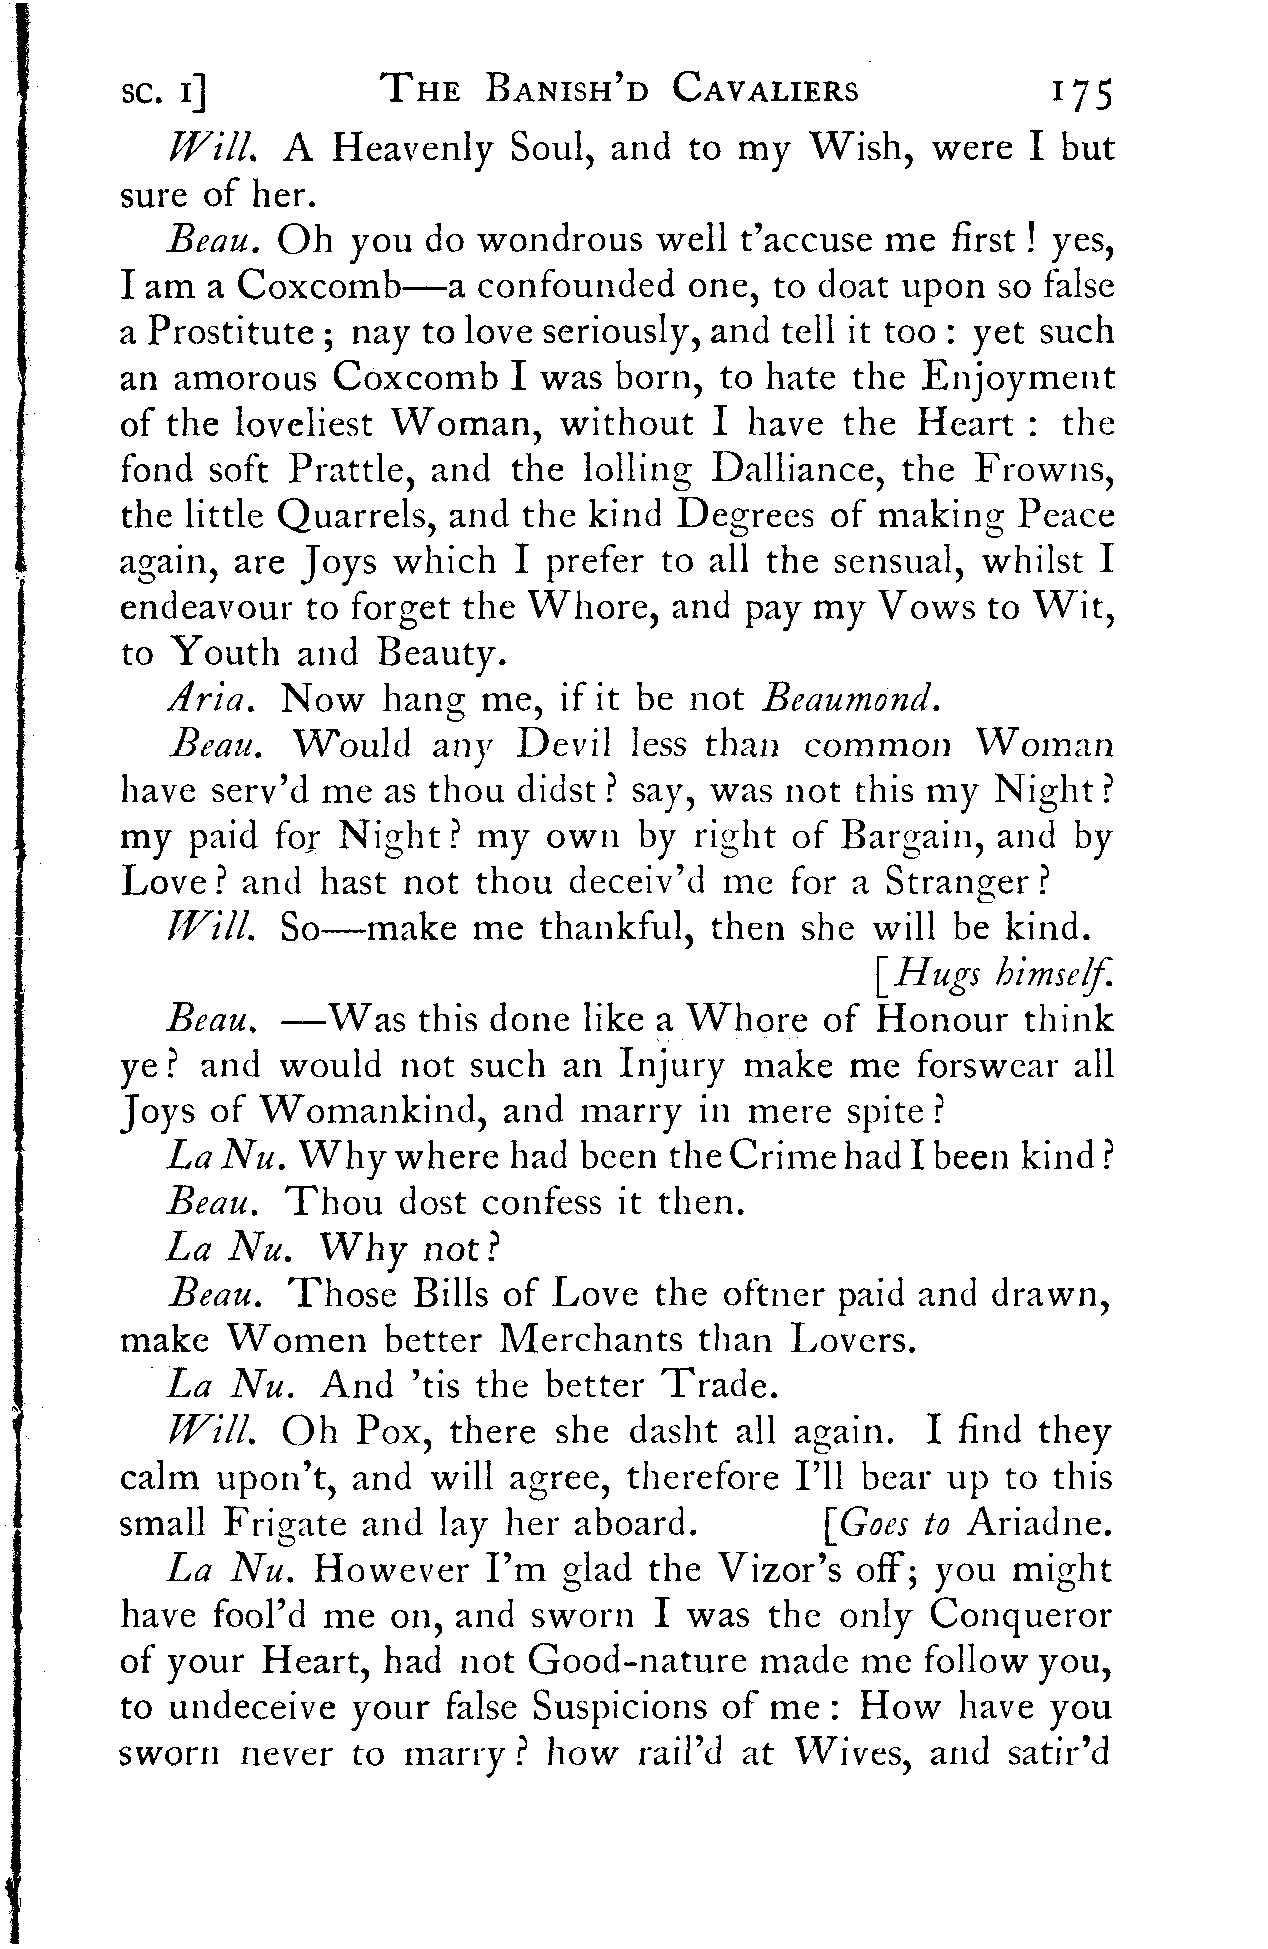 SC. I] THE BANISH'D CAVALIERS 175
Will. A Heavenly Soul, and to my Wish, were I but
sure of her.
Beau. Oh you do wondrous well t'accuse me first! yes,
I am a Coxcomb—a confounded one, to doat upon so false
a Prostitute; nay to love seriously, and tell it too: yet such
an amorous Coxcomb I was born, to hate the Enjoyment
of the loveliest Woman, without I have the Heart: the
fond soft Prattle, and the lolling Dalliance, the Frowns,
the little Quarrels, and the kind Degrees of making Peace
again, are Joys which I prefer to all the sensual, whilst I
endeavour to forget the Whore, and pay my Vows to Wit,
to Youth and Beauty.
Aria. Now hang me, if it be not Beaumond.
Beau. Would any Devil less than common Woman
have serv'd me as thou didst? say, was not this my Night?
my paid for Night? my own by right of Bargain, and by
Love? and hast not thou deceiv'd me for a Stranger?
Will. So—make me thankful, then she will be kind.
[Hugs himself.
Beau. —Was this done like a Whore of Honour think
ye? and would not such an Injury make me forswear all
Joys of Womankind, and marry in mere spite?
La Nu. Why where had been the Crime had I been kind?
Beau. Thou dost confess it then.
La Nu. Why not?
Beau. Those Bills of Love the oftner paid and drawn,
make Women better Merchants than Lovers.
La Nu. And 'tis the better Trade.
Will. Oh Pox, there she dasht all again. I find they
calm upon't, and will agree, therefore I'll bear up to this
small Frigate and lay her aboard. [Goes to Ariadne.
La Nu. However I'm glad the Vizor's off; you might
have fool'd me on, and sworn I was the only Conqueror
of your Heart, had not Good-nature made me follow you,
to undeceive your false Suspicions of me: How have you
sworn never to marry? how rail'd at Wives, and satir'd